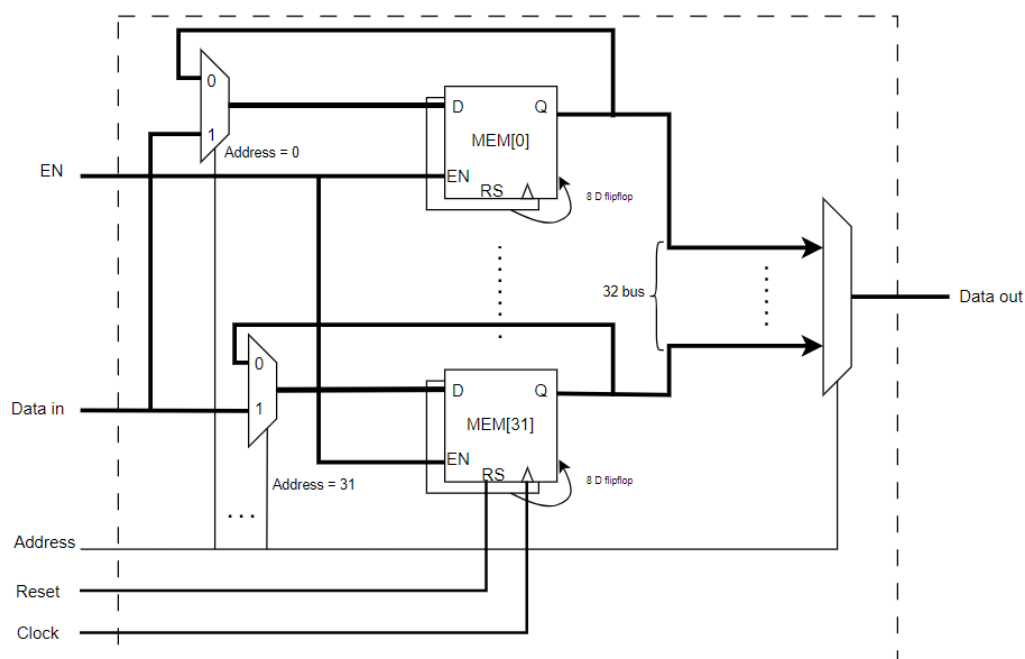 0
D
Q
1
MEM[0]
Address = 0
EN
EN
RS
8 D flipflop
32 bus
Data out
0
D
Q
Data in
1
MEM[31]
EN
RS
Address = 31
8 D flipflop
...
Address
Reset
Clock